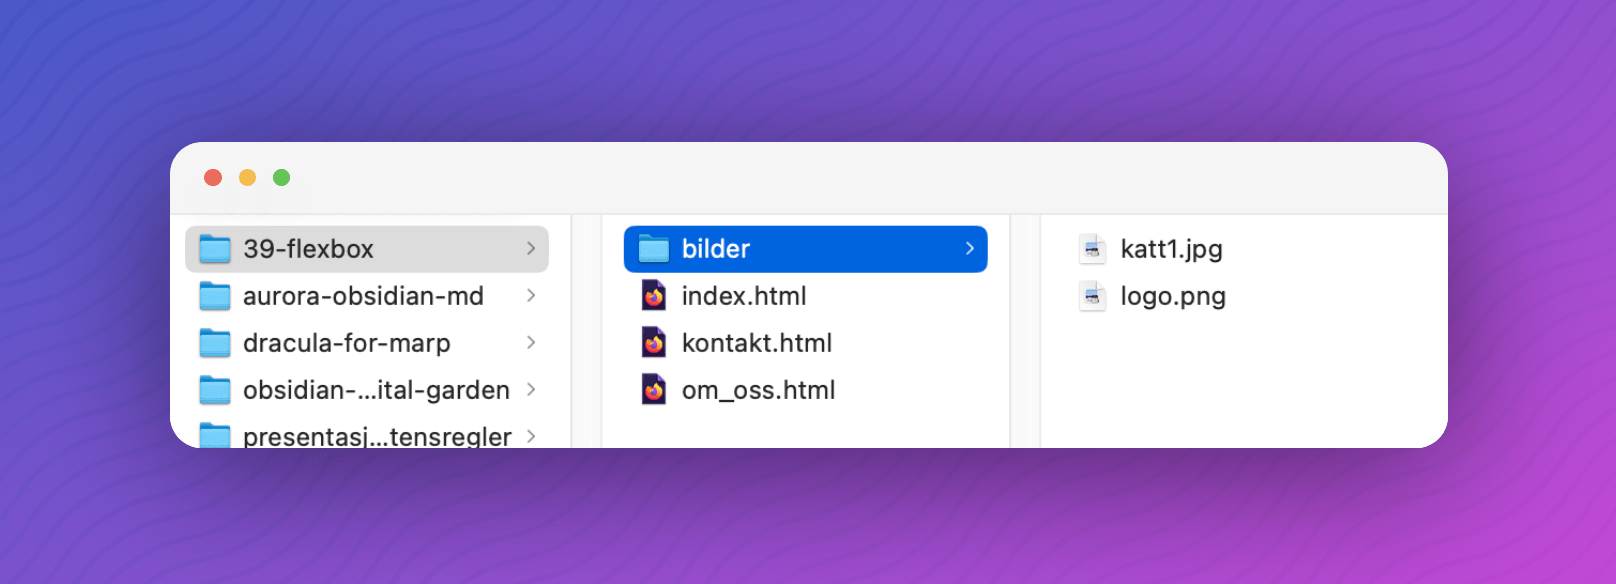 39-flexbox
aurora-obsidian-md
dracula-for-marp
obsidian-...ital-garden
presentasj...tensregler
bilder
index.html
kontakt.html
om_oss.html
katt1.jpg
logo.png